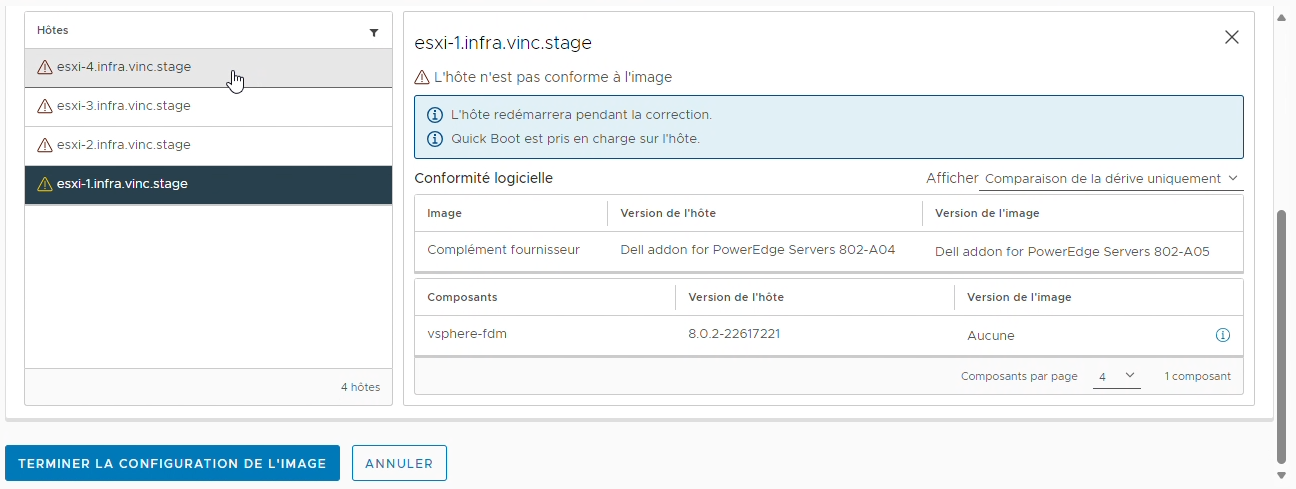 Hôtes
esxi-4.infra.vinc.stage
esxi-3.infra.vinc.stage
esxi-2.infra.vinc.stage
esxi-1.infra.vinc.stage
4 hôtes
esxi-1.infra.vinc.stage
L'hôte n'est pas conforme à l'image
L'hôte redémarrera pendant la correction.
Quick Boot est pris en charge sur l'hôte.
Conformité logicielle
Afficher Comparaison de la dérive uniquement
Image Version de l'hôte Version de l'image
Complément fournisseur Dell addon for PowerEdge Servers 802-A04 Dell addon for PowerEdge Servers 802-A05
Composants Version de l'hôte Version de l'image
vsphere-fdm 8.0.2-22617221 Aucune
Composants par page 4 1 composant
TERMINER LA CONFIGURATION DE L'IMAGE ANNULER